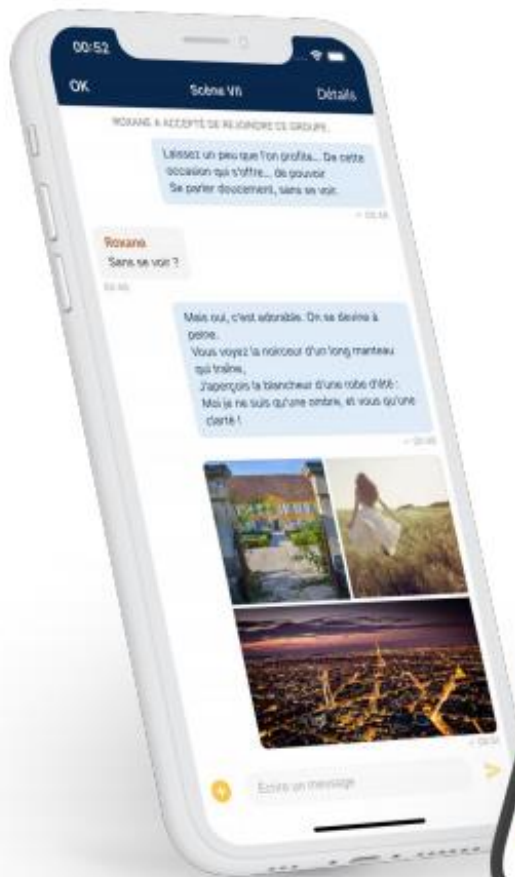 00:52
OK Scène VII Détails
ROXANE A ACCEPTÉ DE REJOINDRE CE GROUPE.
Laissez un peu que l'on profite... De cette
occasion qui s'offre... de pouvoir
Se parler doucement, sans se voir.
Roxane
Sans se voir ?
Mais oui, c'est adorable. On se devine à
peine.
Vous voyez la noirceur d'un long manteau
qui traîne,
J'aperçois la blancheur d'une robe d'été :
Moi je ne suis qu'une ombre, et vous qu'une
clarté !
Écrire un message